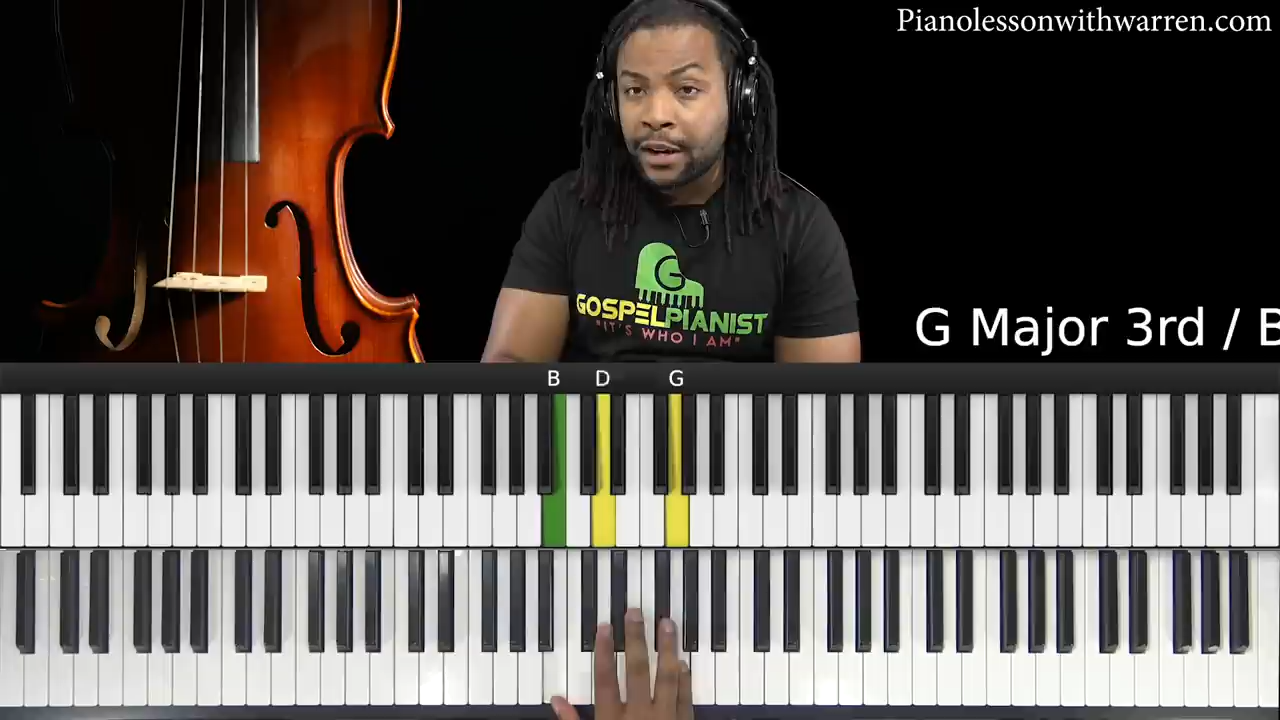 Pianolessonwithwarren.com
G
GOSPELPIANIST
"IT'S WHO I AM"
G Major 3rd / B
B D G